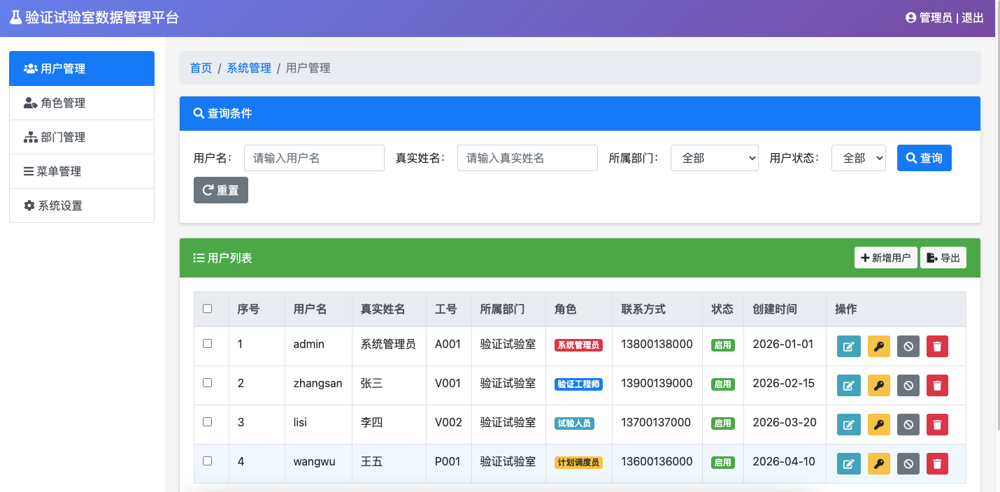 验证试验室数据管理平台
管理员 | 退出
用户管理
角色管理
部门管理
菜单管理
系统设置
首页 / 系统管理 / 用户管理
查询条件
用户名： 请输入用户名 真实姓名： 请输入真实姓名 所属部门： 全部 用户状态： 全部 查询
重置
用户列表 新增用户 导出
序号 用户名 真实姓名 工号 所属部门 角色 联系方式 状态 创建时间 操作
1 admin 系统管理员 A001 验证试验室 系统管理员 13800138000 启用 2026-01-01
2 zhangsan 张三 V001 验证试验室 验证工程师 13900139000 启用 2026-02-15
3 lisi 李四 V002 验证试验室 试验人员 13700137000 启用 2026-03-20
4 wangwu 王五 P001 验证试验室 计划调度员 13600136000 启用 2026-04-10